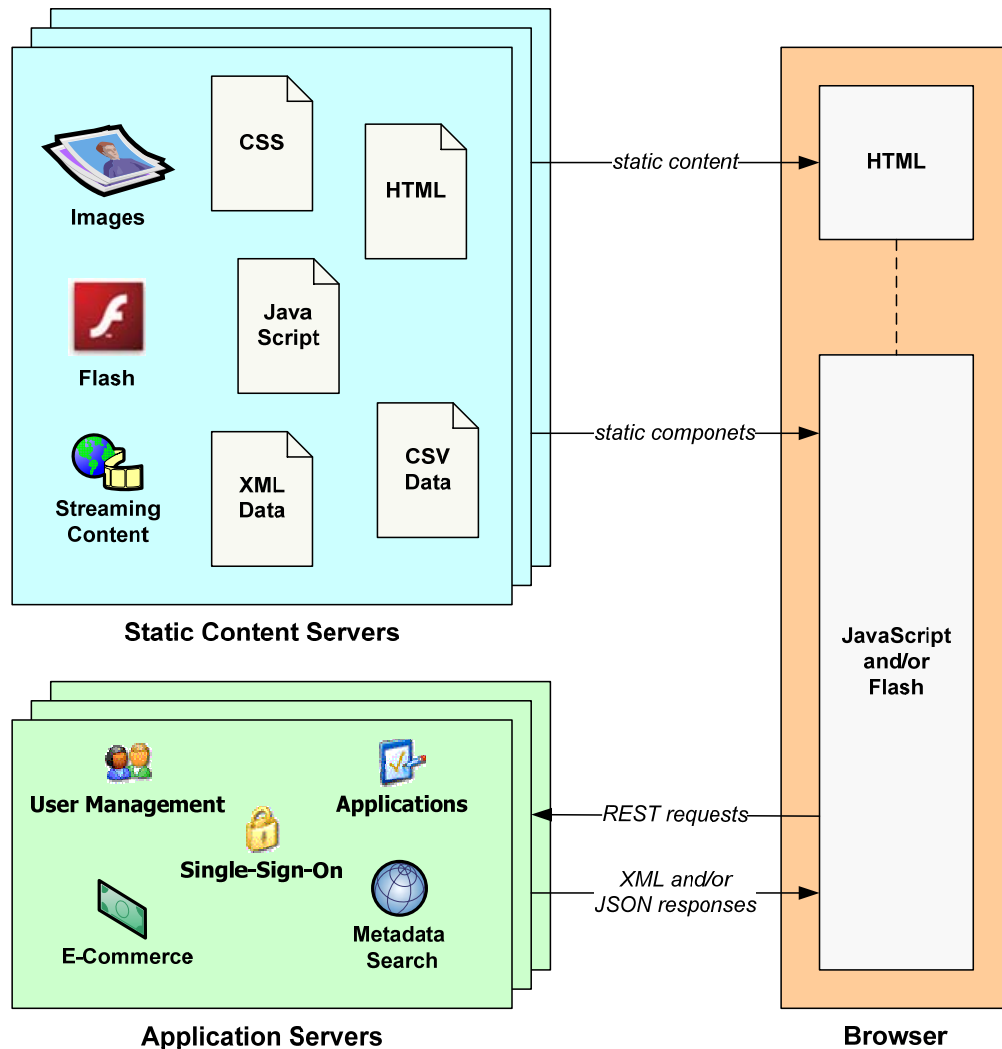 CSS
HTML
Images
Java
Script
Flash
CSV
Data
XML
Data
Streaming
Content
Static Content Servers
static content
static componets
HTML
JavaScript
and/or
Flash
User Management
Applications
Single-Sign-On
E-Commerce
Metadata
Search
Application Servers
REST requests
XML and/or
JSON responses
Browser